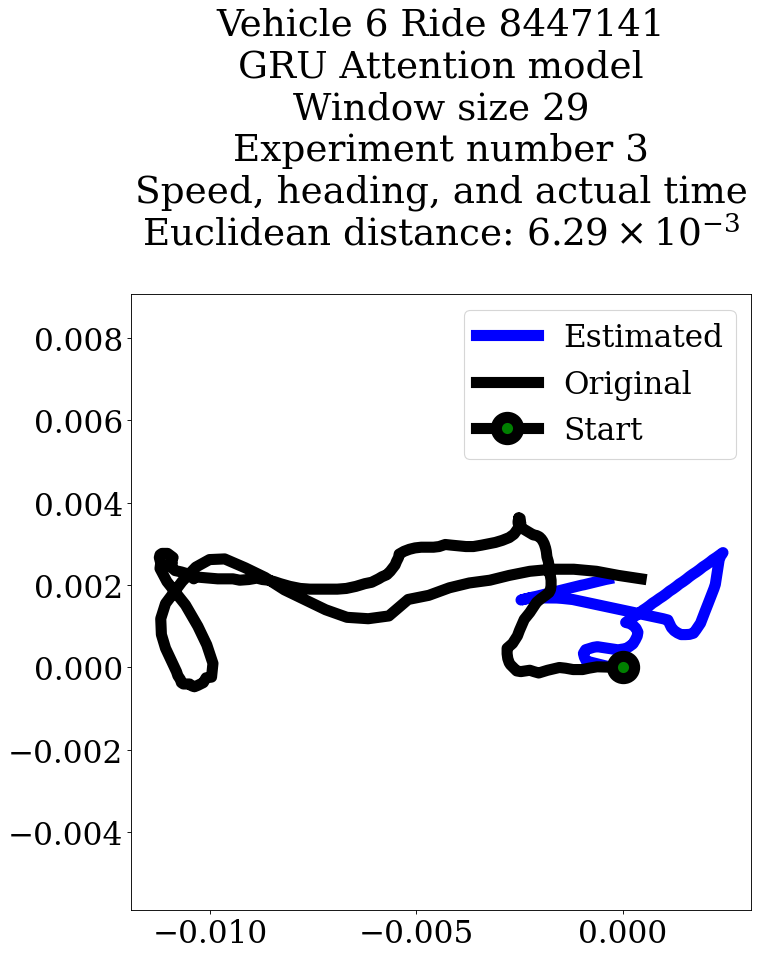 Vehicle 6 Ride 8447141
GRU Attention model
Window size 29
Experiment number 3
Speed, heading, and actual time
Euclidean distance: 6.29 × 10⁻³
Estimated
Original
Start
0.008
0.006
0.004
0.002
0.000
−0.002
−0.004
−0.010
−0.005
0.000